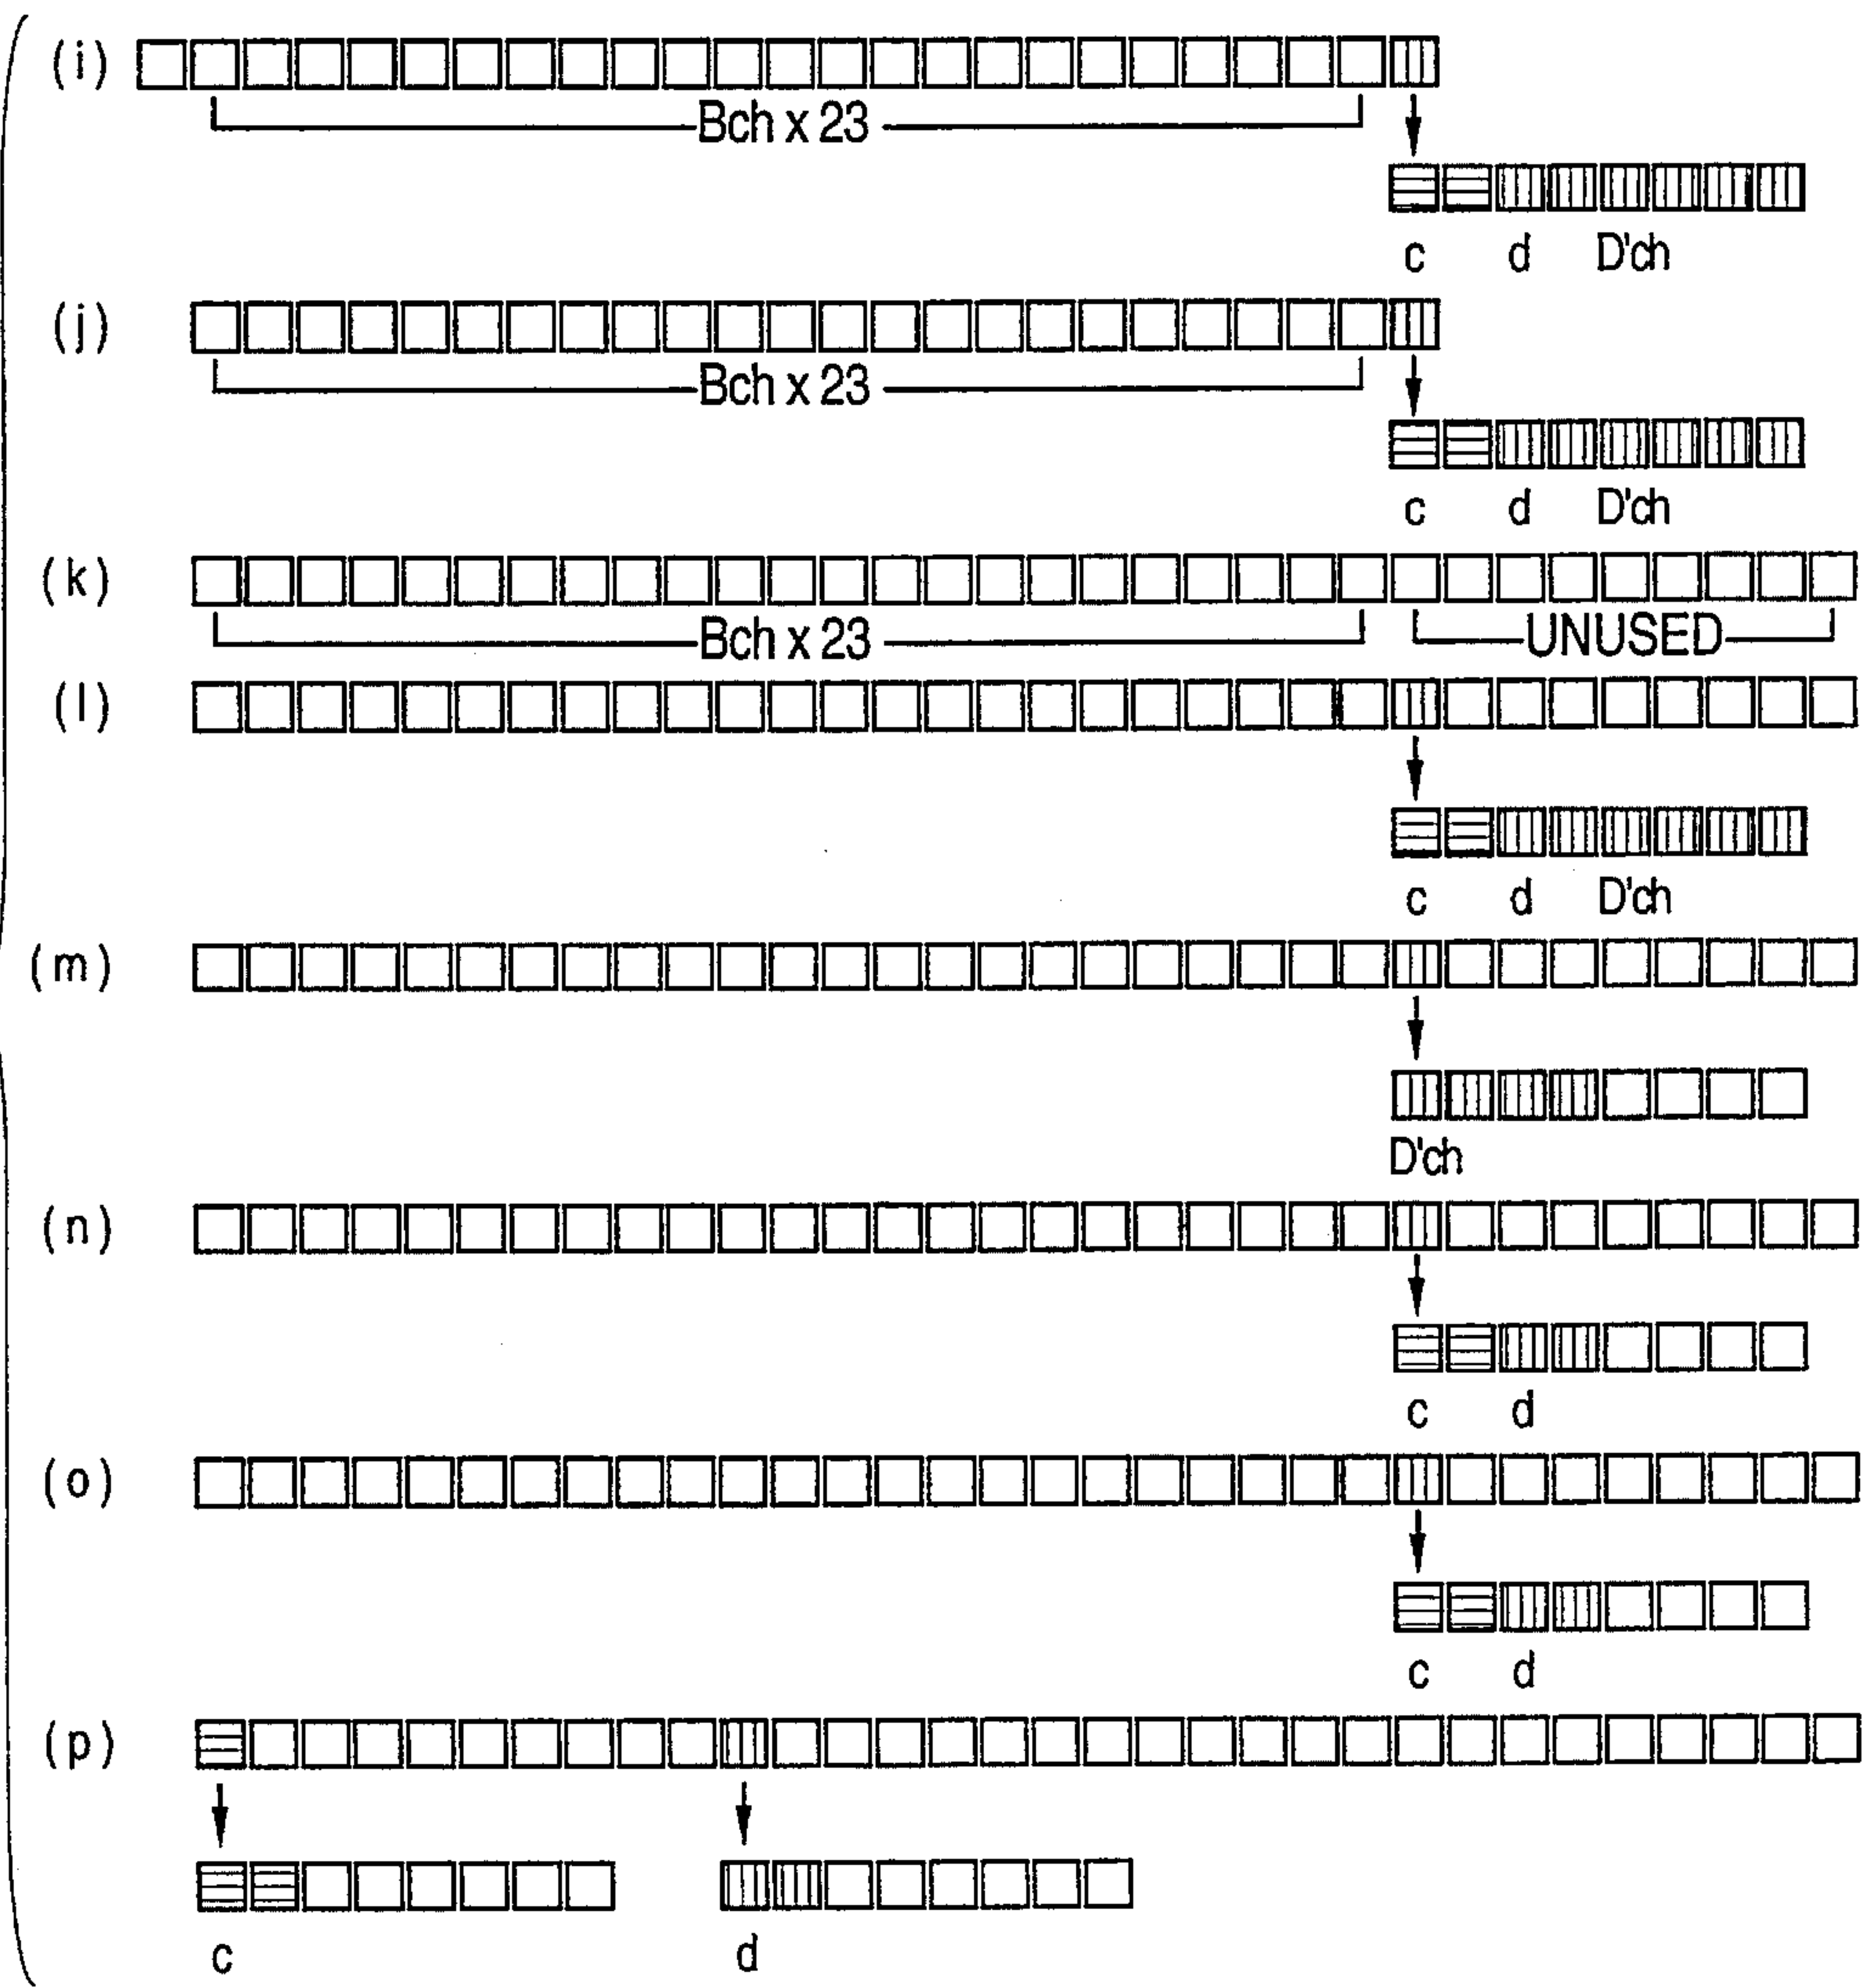 (i)
Bch x 23
c d D'ch
(j)
Bch x 23
c d D'ch
(k)
Bch x 23 UNUSED
(l)
c d D'ch
(m)
D'ch
(n)
c d
(o)
c d
(p)
c d